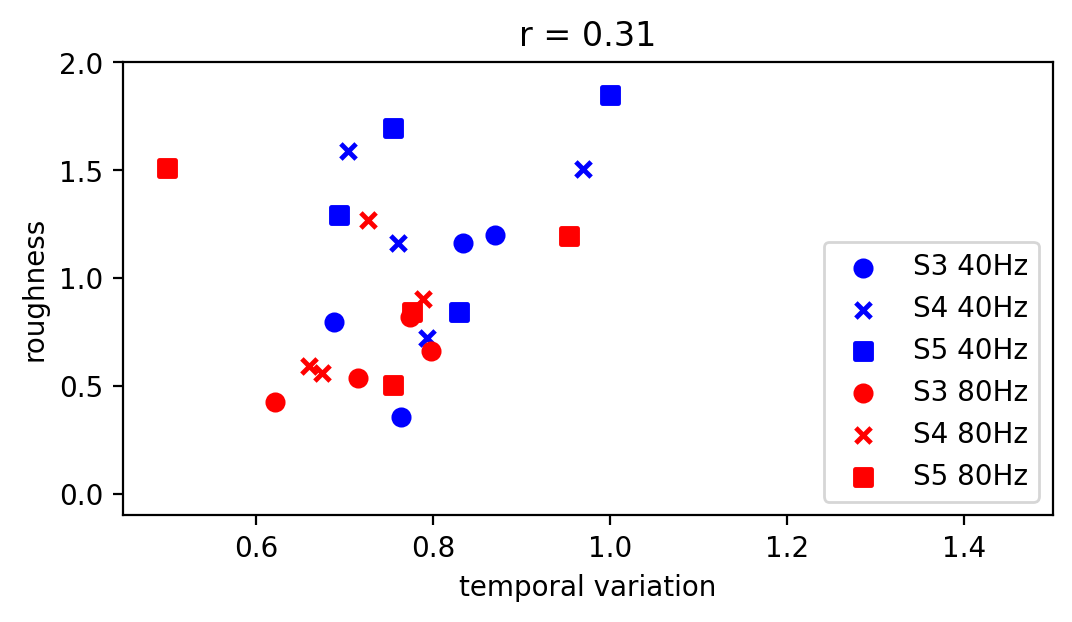 r = 0.31
2.0
1.5
1.0
0.5
0.0
roughness
0.6 0.8 1.0 1.2 1.4
temporal variation
S3 40Hz
S4 40Hz
S5 40Hz
S3 80Hz
S4 80Hz
S5 80Hz